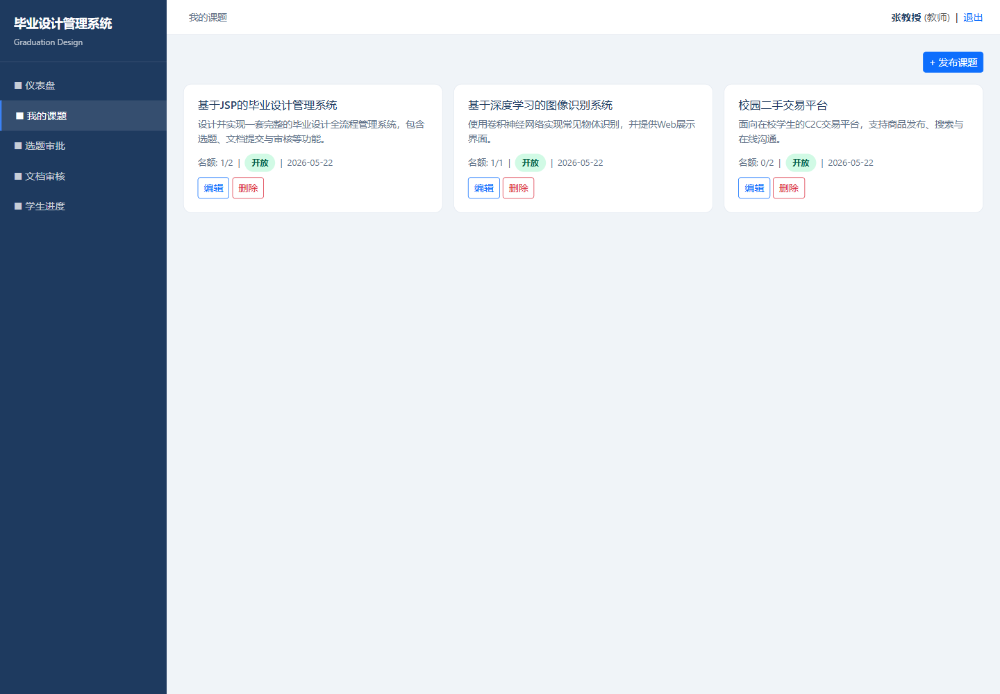 毕业设计管理系统
Graduation Design
仪表盘
我的课题
选题审批
文档审核
学生进度
我的课题
张教授 (教师) | 退出
+ 发布课题
基于JSP的毕业设计管理系统
设计并实现一套完整的毕业设计全流程管理系统，包含
选题、文档提交与审核等功能。
名额: 1/2 | 开放 | 2026-05-22
编辑 删除
基于深度学习的图像识别系统
使用卷积神经网络实现常见物体识别，并提供Web展示
界面。
名额: 1/1 | 开放 | 2026-05-22
编辑 删除
校园二手交易平台
面向在校学生的C2C交易平台，支持商品发布、搜索与
在线沟通。
名额: 0/2 | 开放 | 2026-05-22
编辑 删除